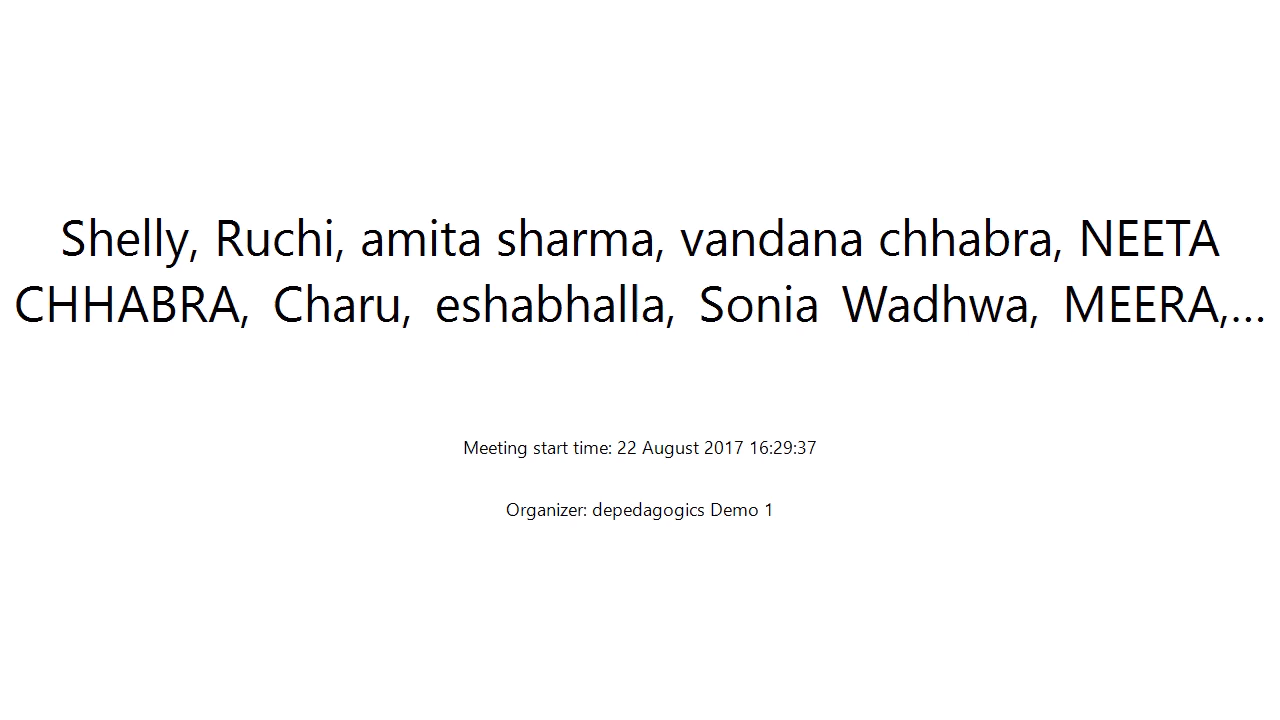 Shelly, Ruchi, amita sharma, vandana chhabra, NEETA
CHHABRA, Charu, eshabhalla, Sonia Wadhwa, MEERA,...
Meeting start time: 22 August 2017 16:29:37
Organizer: depedagogics Demo 1